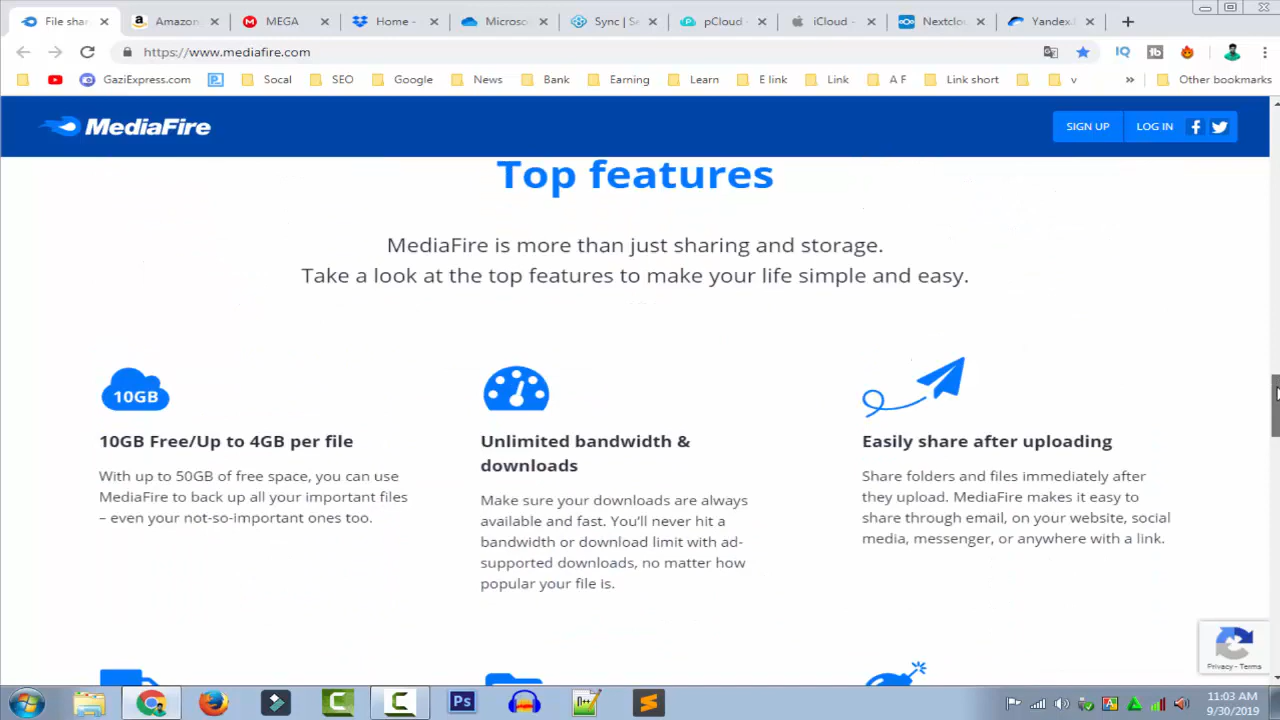 File shar
Amazon
MEGA
Home -
Microso
Sync | Se
pCloud -
iCloud -
Nextclou
Yandex.
https://www.mediafire.com
IQ
tb
GaziExpress.com
P
Socal
SEO
Google
News
Bank
Earning
Learn
E link
Link
A F
Link short
v
»
Other bookmarks
MediaFire
SIGN UP
LOG IN
Top features
MediaFire is more than just sharing and storage.
Take a look at the top features to make your life simple and easy.
10GB
10GB Free/Up to 4GB per file
With up to 50GB of free space, you can use
MediaFire to back up all your important files
– even your not-so-important ones too.
Unlimited bandwidth &
downloads
Make sure your downloads are always
available and fast. You’ll never hit a
bandwidth or download limit with ad-
supported downloads, no matter how
popular your file is.
Easily share after uploading
Share folders and files immediately after
they upload. MediaFire makes it easy to
share through email, on your website, social
media, messenger, or anywhere with a link.
Privacy - Terms
Ps
11:03 AM
9/30/2019